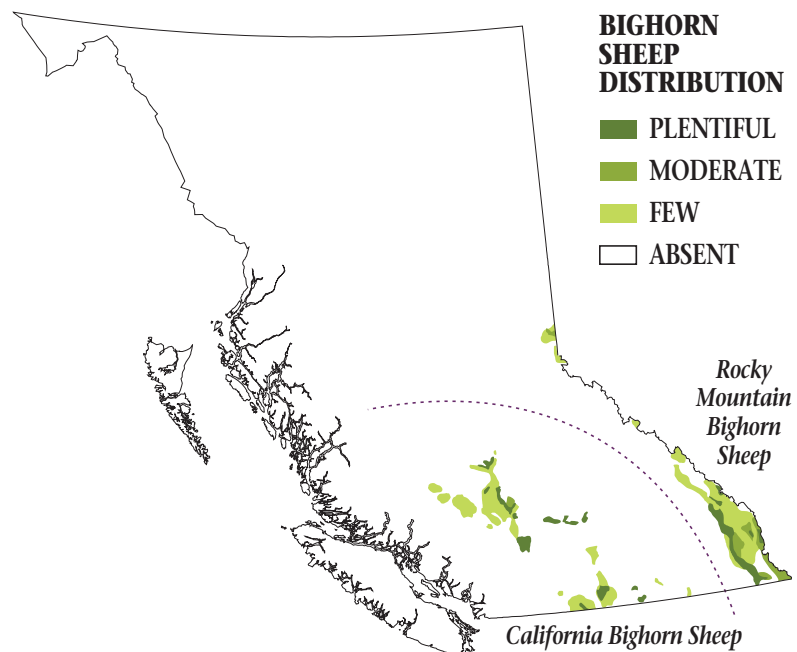 BIGHORN
SHEEP
DISTRIBUTION
PLENTIFUL
MODERATE
FEW
ABSENT
Rocky
Mountain
Bighorn
Sheep
California Bighorn Sheep